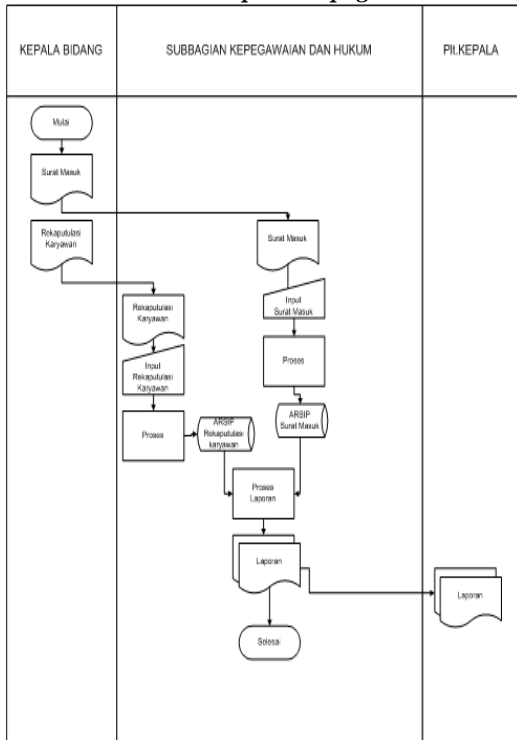 KEPALA BIDANG
SUBBAGIAN KEPEGAWAIAN DAN HUKUM
Plt.KEPALA
Mulai
Surat Masuk
Rekaputulasi
Karyawan
Surat Masuk
Input
Surat Masuk
Rekaputulasi
Karyawan
Input
Rekaputulasi
Karyawan
Proses
Proses
ARSIP
Rekaputulasi
karyawan
ARSIP
Surat Masuk
Proses
Laporan
Laporan
Laporan
Selesai